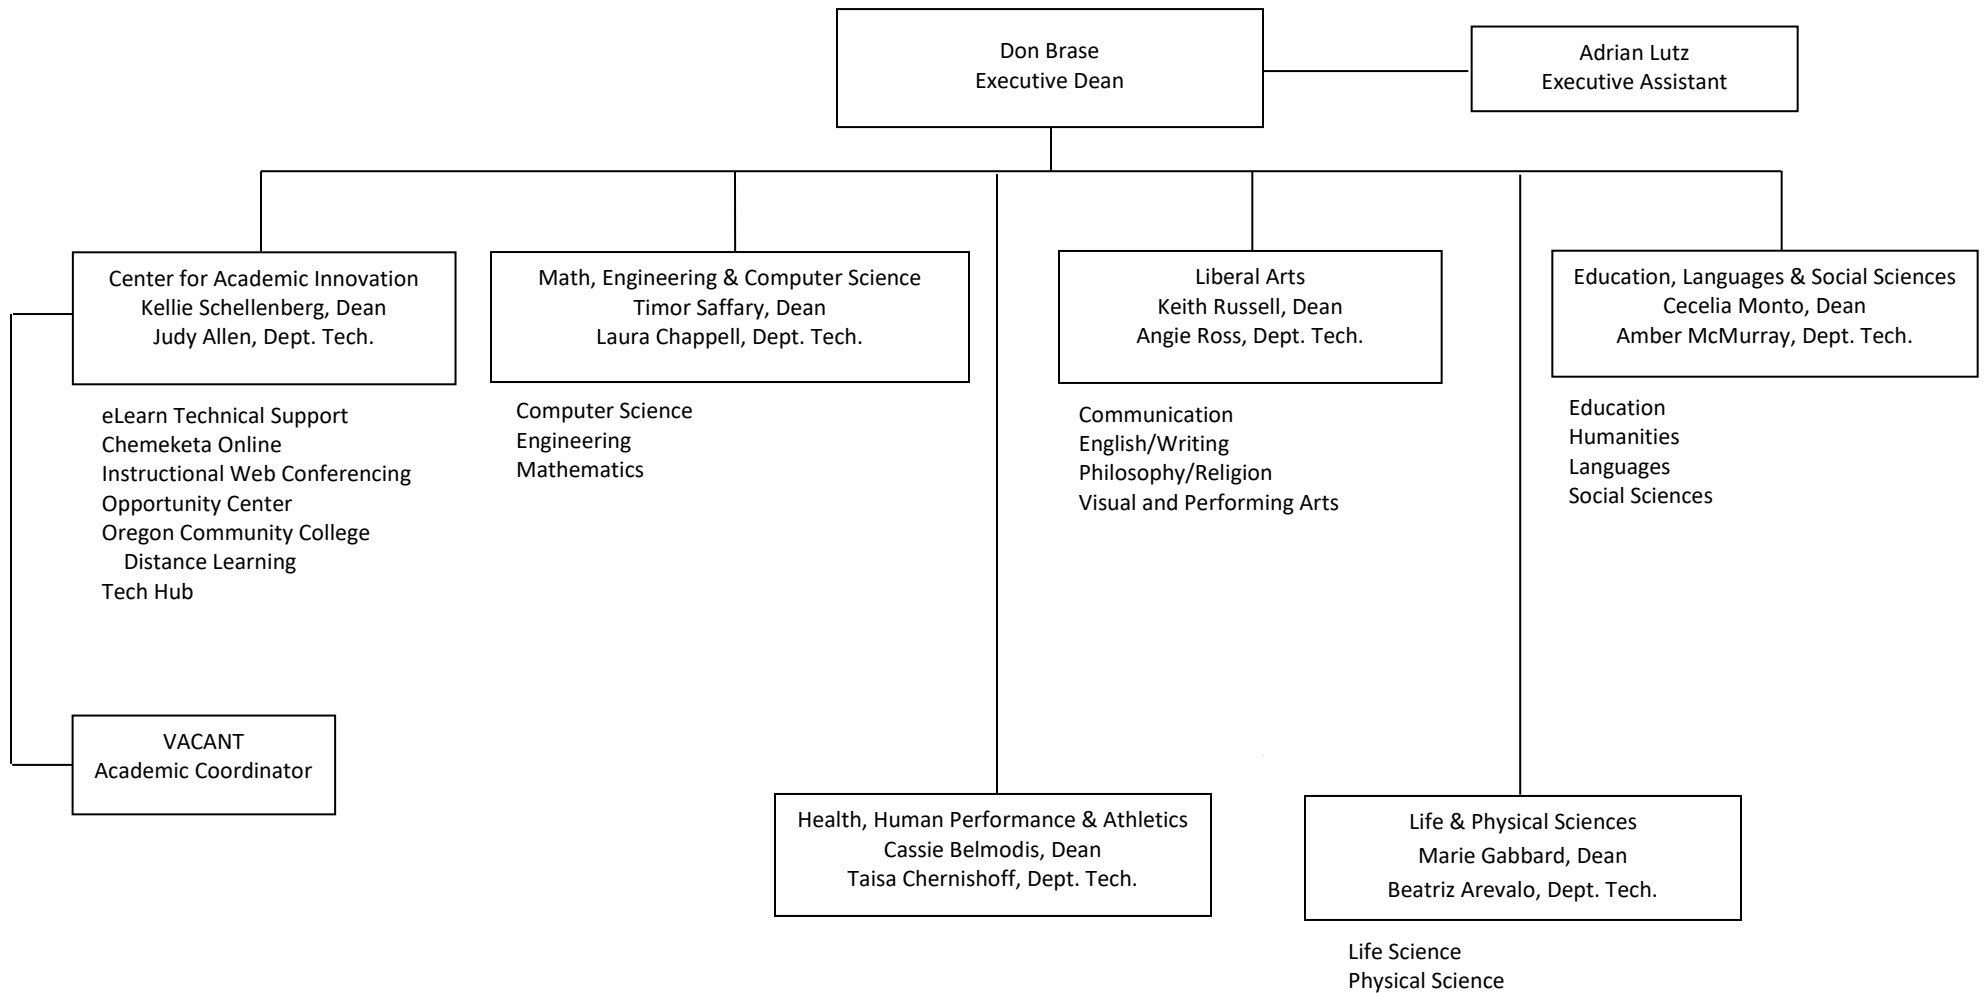 Don Brase
Executive Dean
Adrian Lutz
Executive Assistant
Center for Academic Innovation
Kellie Schellenberg, Dean
Judy Allen, Dept. Tech.
eLearn Technical Support
Chemeketa Online
Instructional Web Conferencing
Opportunity Center
Oregon Community College
Distance Learning
Tech Hub
VACANT
Academic Coordinator
Math, Engineering & Computer Science
Timor Saffary, Dean
Laura Chappell, Dept. Tech.
Computer Science
Engineering
Mathematics
Health, Human Performance & Athletics
Cassie Belmodis, Dean
Taisa Chernishoff, Dept. Tech.
Liberal Arts
Keith Russell, Dean
Angie Ross, Dept. Tech.
Communication
English/Writing
Philosophy/Religion
Visual and Performing Arts
Life & Physical Sciences
Marie Gabbard, Dean
Beatriz Arevalo, Dept. Tech.
Life Science
Physical Science
Education, Languages & Social Sciences
Cecelia Monto, Dean
Amber McMurray, Dept. Tech.
Education
Humanities
Languages
Social Sciences